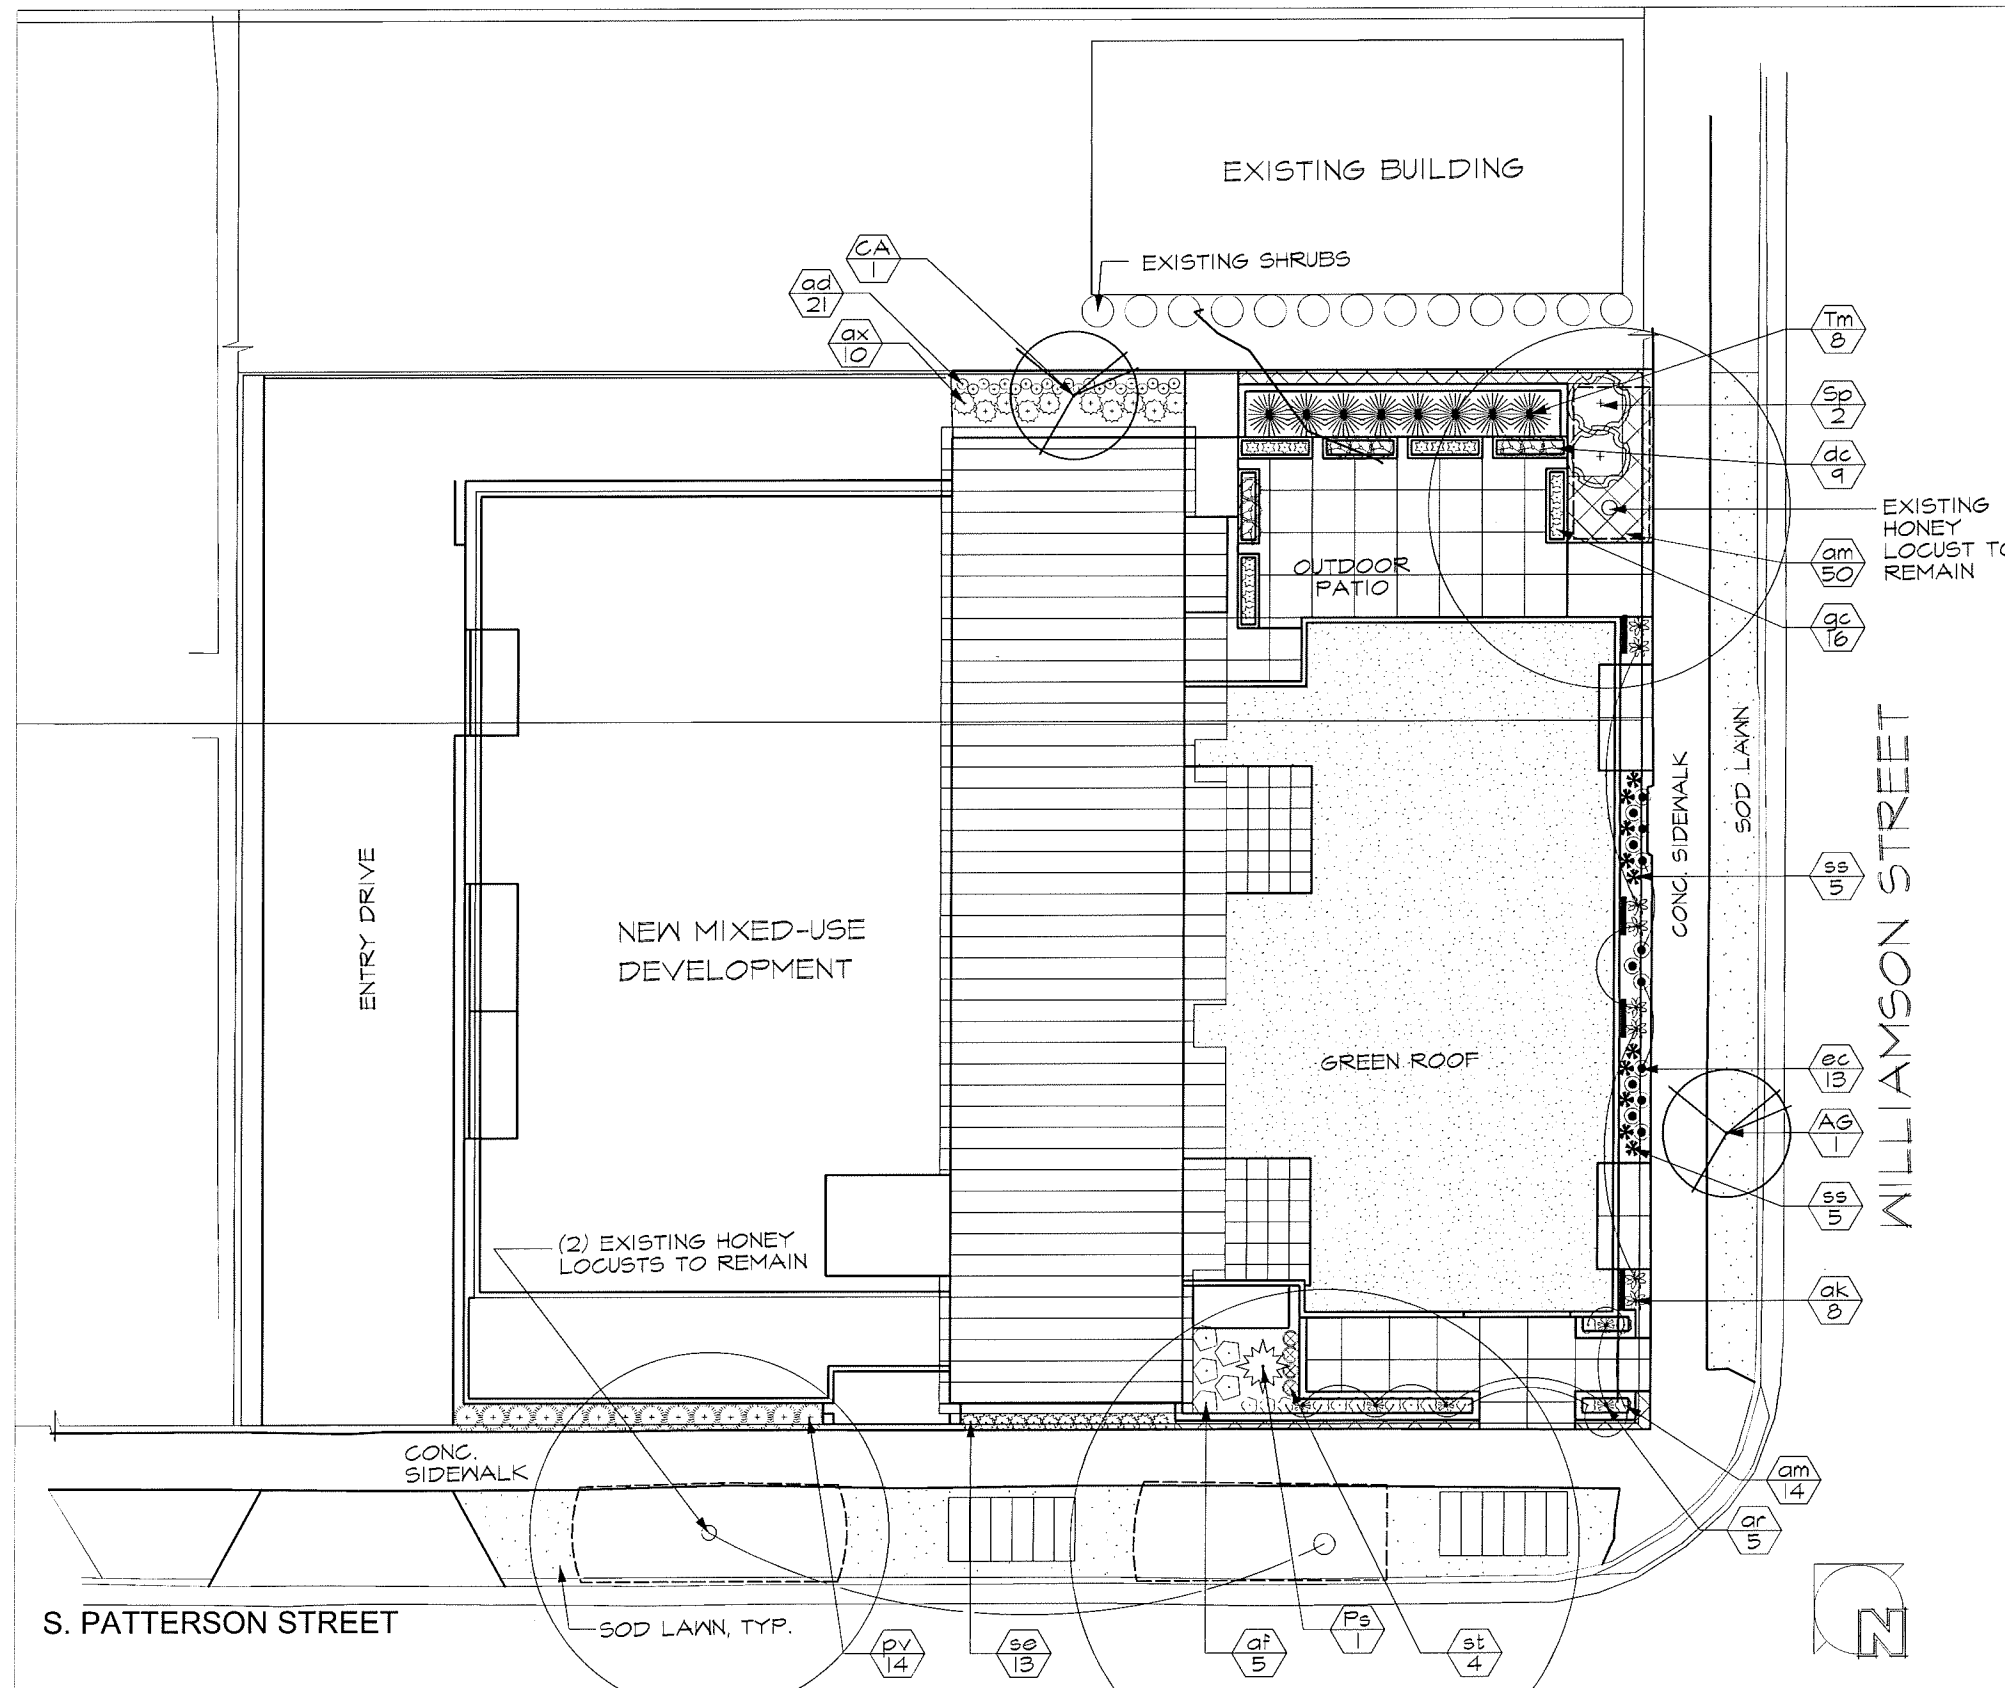 EXISTING BUILDING
EXISTING SHRUBS
CA
1
ad
21
ax
10
Tm
8
Sp
2
dc
9
EXISTING
HONEY
LOCUST TO
REMAIN
am
50
gc
16
OUTDOOR
PATIO
SOD LAWN
CONC. SIDEWALK
WILLIAMSON STREET
ENTRY DRIVE
NEW MIXED-USE
DEVELOPMENT
GREEN ROOF
ss
5
ec
13
AG
1
ss
5
ak
8
(2) EXISTING HONEY
LOCUSTS TO REMAIN
CONC.
SIDEWALK
am
14
ar
5
S. PATTERSON STREET
SOD LAWN, TYP.
pv
14
se
13
af
5
Ps
1
st
4
N